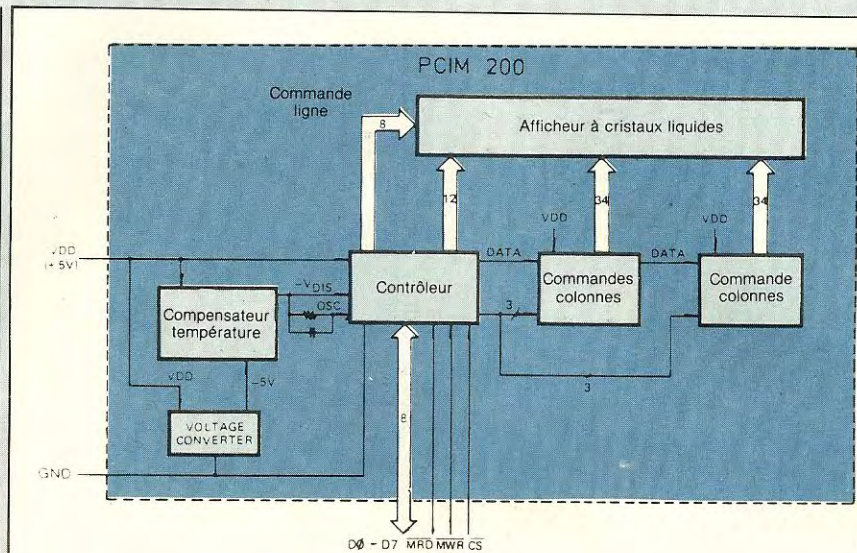 PCIM 200
Commande
ligne
8
Afficheur à cristaux liquides
12
34
34
VDD
VDD
VDD
(+5V)
DATA
DATA
Contrôleur
Commandes
colonnes
Commande
colonnes
-VDIS
OSC
Compensateur
température
3
3
VDD
-5V
8
VOLTAGE
CONVERTER
GND
DØ - D7 MRD MWR CS